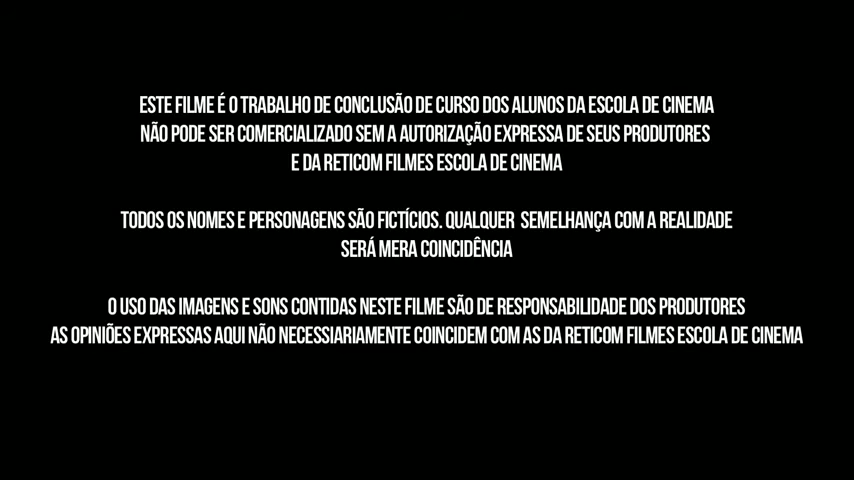 ESTE FILME É O TRABALHO DE CONCLUSÃO DE CURSO DOS ALUNOS DA ESCOLA DE CINEMA
NÃO PODE SER COMERCIALIZADO SEM A AUTORIZAÇÃO EXPRESSA DE SEUS PRODUTORES
E DA RETICOM FILMES ESCOLA DE CINEMA
TODOS OS NOMES E PERSONAGENS SÃO FICTÍCIOS. QUALQUER SEMELHANÇA COM A REALIDADE
SERÁ MERA COINCIDÊNCIA
O USO DAS IMAGENS E SONS CONTIDAS NESTE FILME SÃO DE RESPONSABILIDADE DOS PRODUTORES
AS OPINIÕES EXPRESSAS AQUI NÃO NECESSIARIAMENTE COINCIDEM COM AS DA RETICOM FILMES ESCOLA DE CINEMA